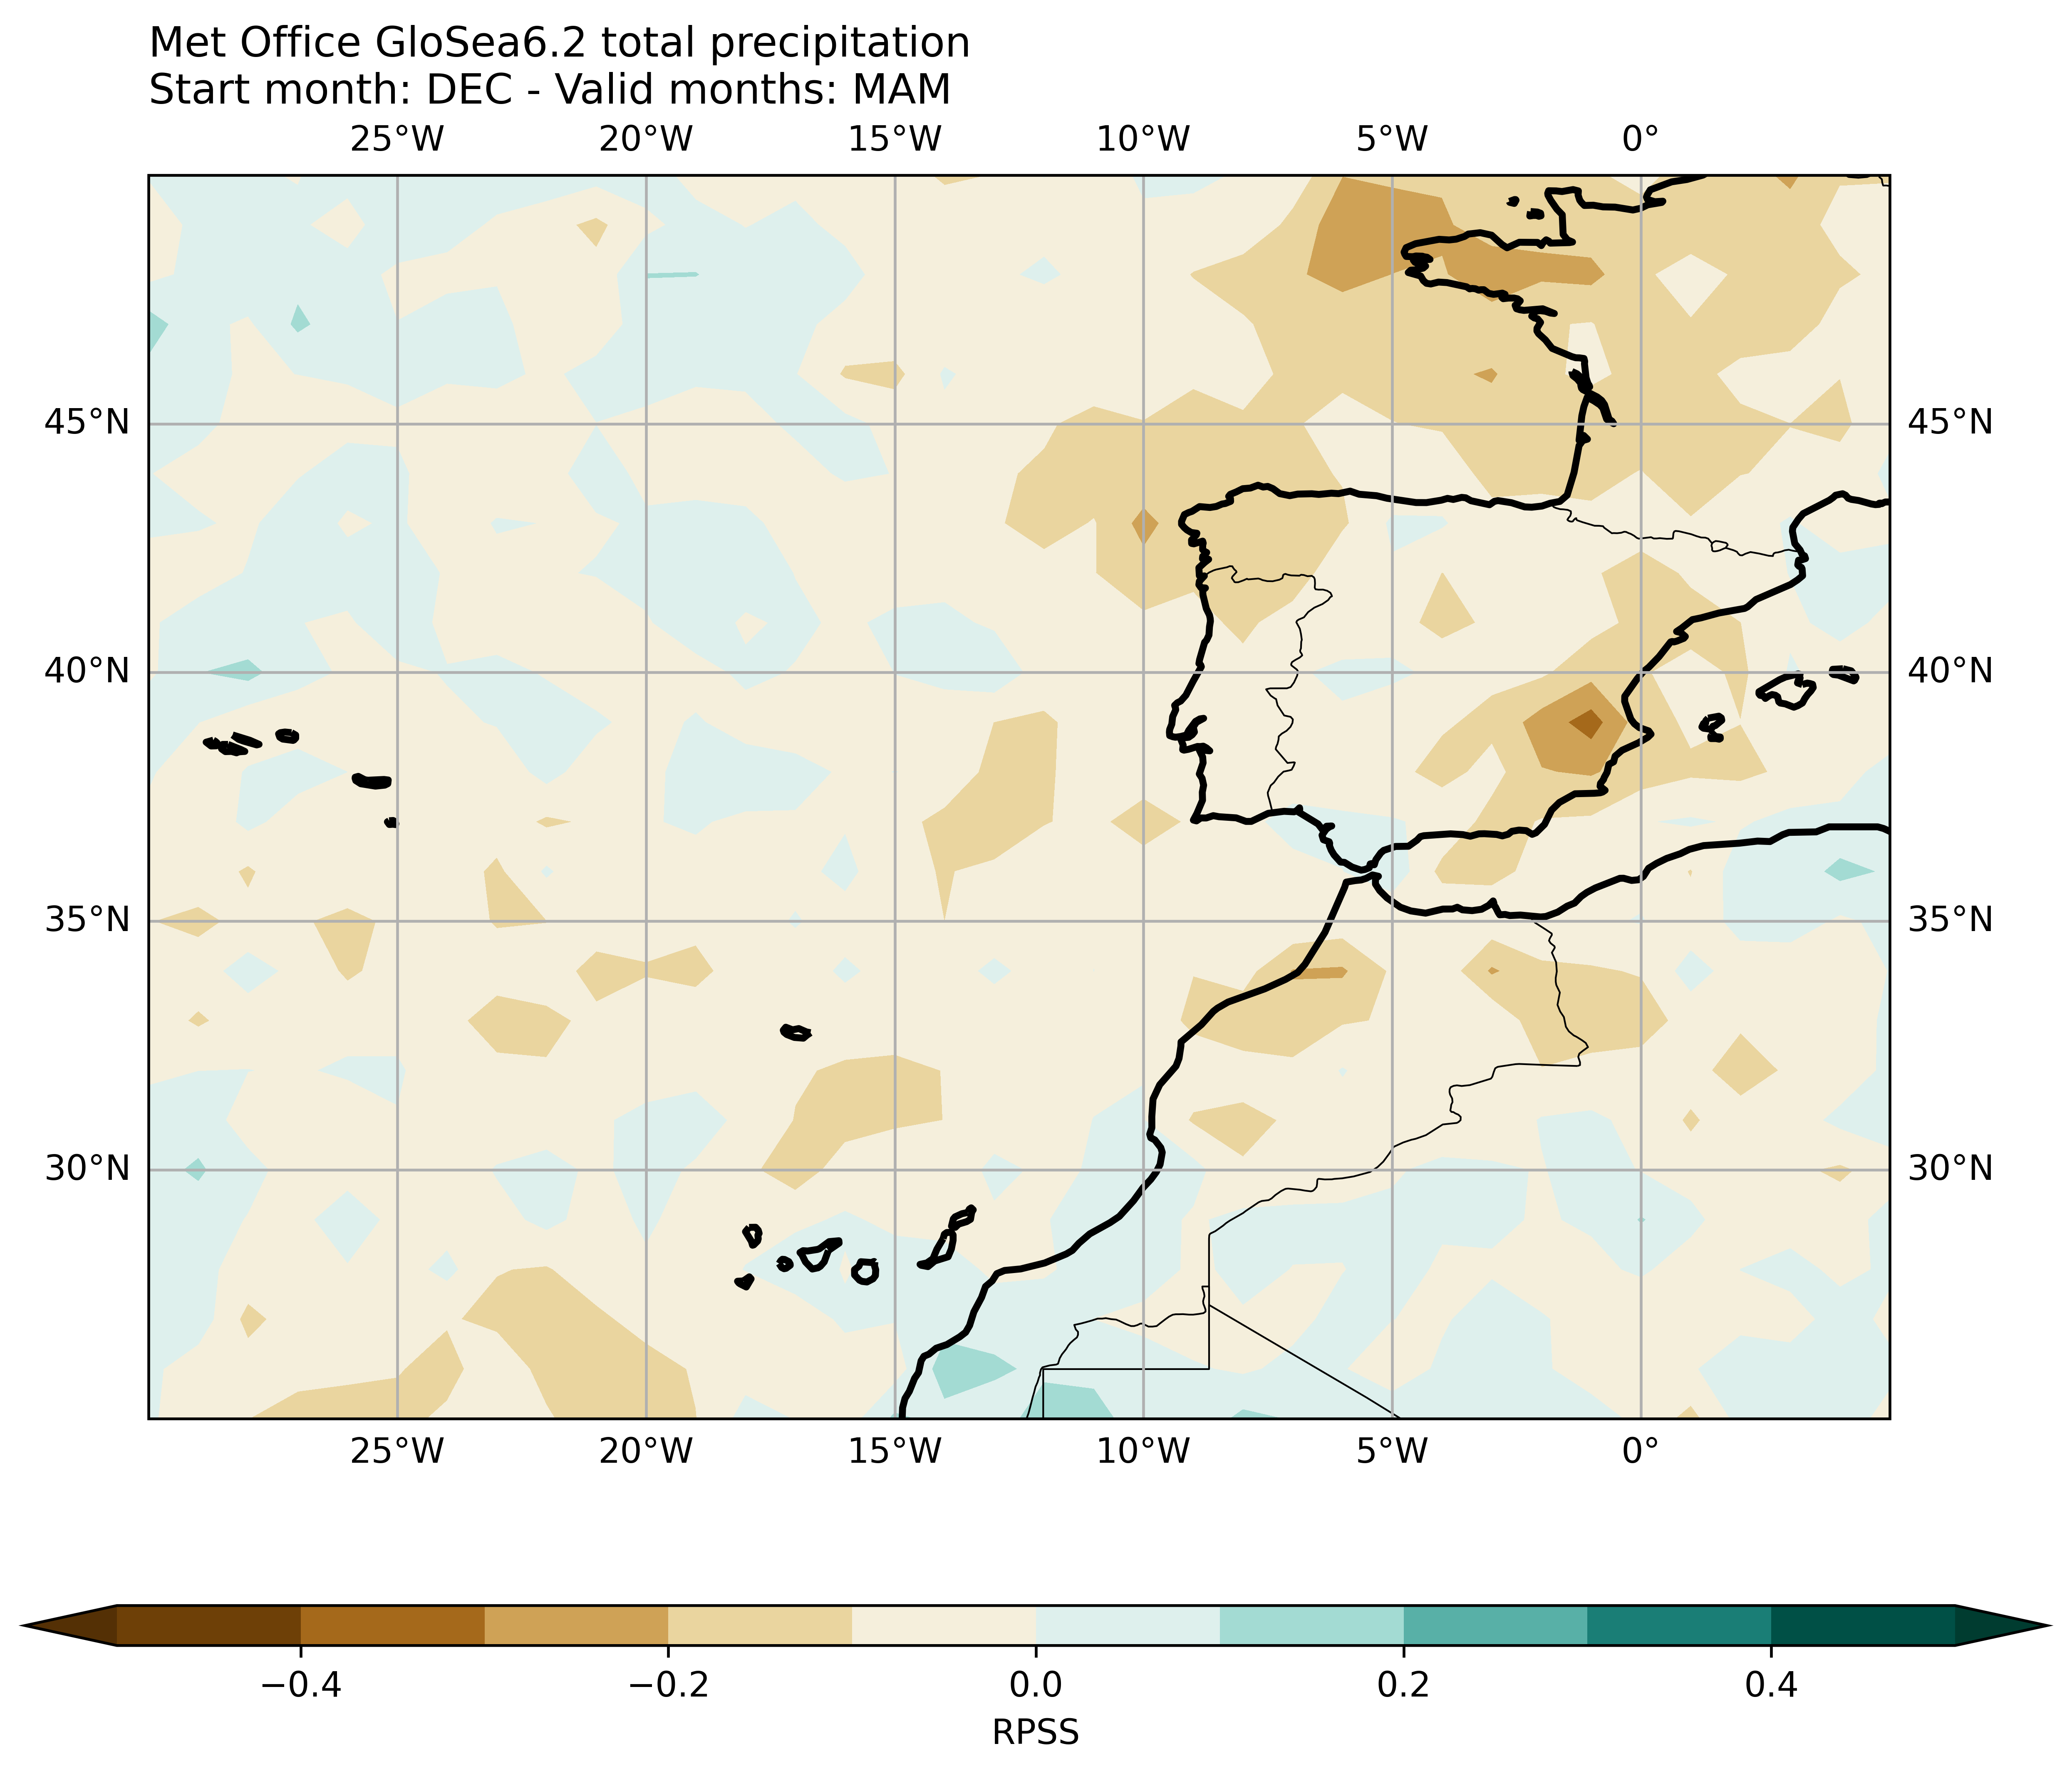 Met Office GloSea6.2 total precipitation
Start month: DEC - Valid months: MAM
25°W 20°W 15°W 10°W 5°W 0°
45°N 45°N
40°N 40°N
35°N 35°N
30°N 30°N
25°W 20°W 15°W 10°W 5°W 0°
−0.4 −0.2 0.0 0.2 0.4
RPSS